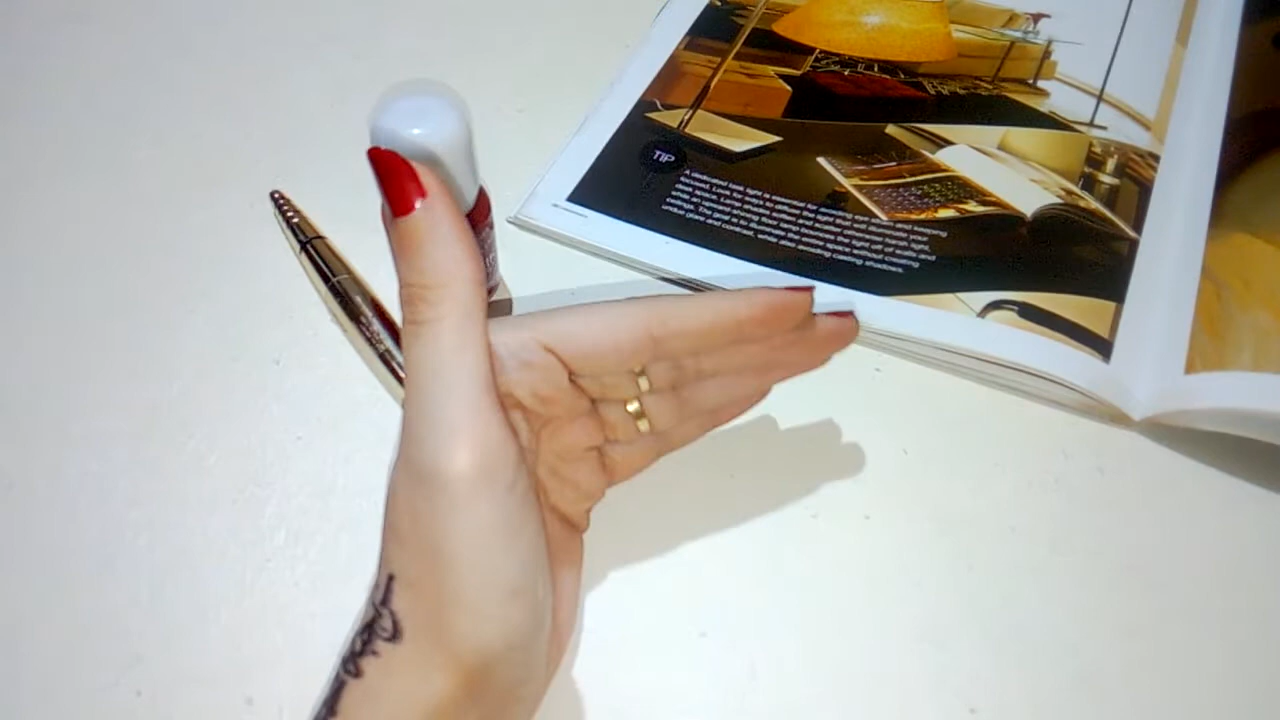 TIP
A dedicated task light is essential for avoiding eye strain and keeping
focused. Look for ways to diffuse the light that will illuminate your
desk space. Lamp shades soften and scatter otherwise harsh light,
while an upward-shining floor lamp bounces the light off of walls and
ceilings. The goal is to illuminate the entire space without creating
undue glare and contrast, while also avoiding casting shadows.